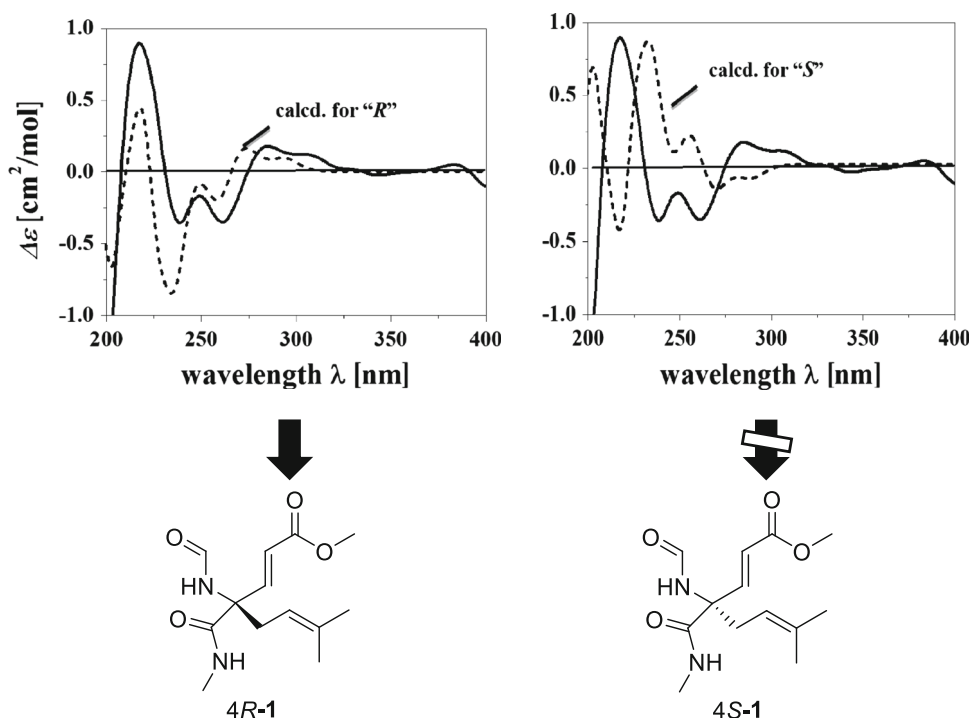 1.0
0.5
0.0
-0.5
-1.0
Δε [cm²/mol]
calcd. for “R”
200 250 300 350 400
wavelength λ [nm]
1.0
0.5
0.0
-0.5
-1.0
calcd. for “S”
200 250 300 350 400
wavelength λ [nm]
O
O
O
HN
O
NH
4R-1
O
O
O
HN
O
NH
4S-1